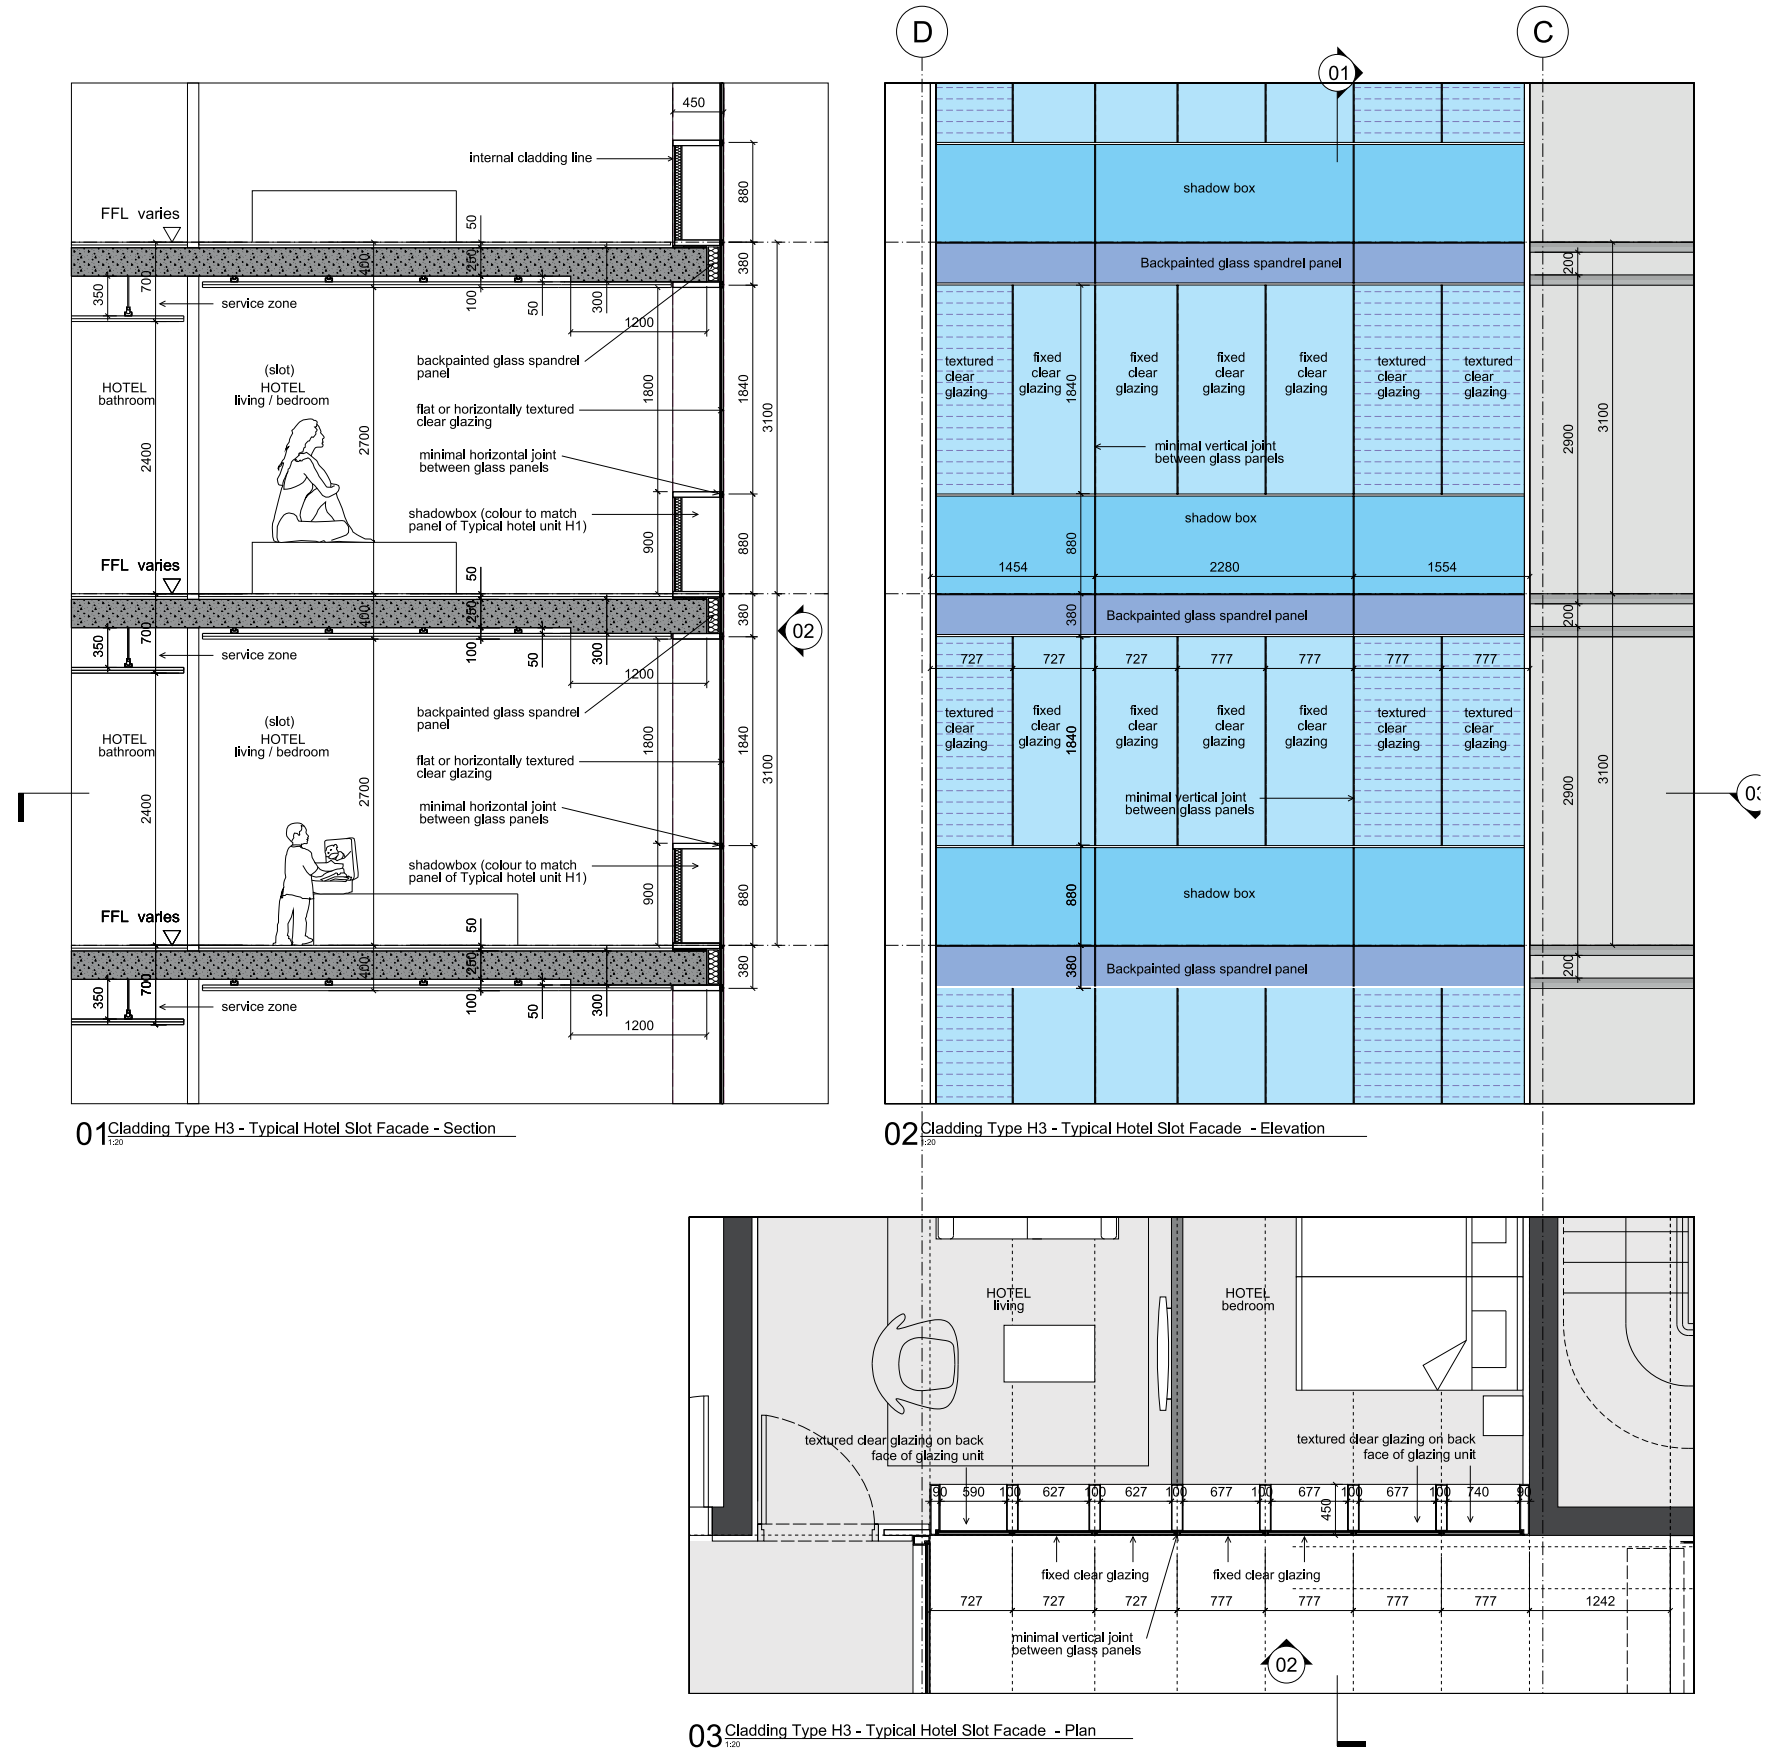 D
C
01
450
internal cladding line
880
FFL varies
50
700
400
250
380
350
service zone
100
50
300
1200
backpainted glass spandrel
panel
(slot)
HOTEL
living / bedroom
HOTEL
bathroom
flat or horizontally textured
clear glazing
1800
1840
3100
2400
2700
minimal horizontal joint
between glass panels
shadowbox (colour to match
panel of Typical hotel unit H1)
900
880
FFL varies
50
700
400
250
380
02
350
service zone
100
50
300
1200
backpainted glass spandrel
panel
(slot)
HOTEL
living / bedroom
HOTEL
bathroom
flat or horizontally textured
clear glazing
1800
1840
3100
2400
2700
minimal horizontal joint
between glass panels
shadowbox (colour to match
panel of Typical hotel unit H1)
900
880
FFL varies
50
700
400
250
380
350
service zone
100
50
300
1200
01 Cladding Type H3 - Typical Hotel Slot Facade - Section
1:20
shadow box
Backpainted glass spandrel panel
200
textured
clear
glazing
fixed
clear
glazing
fixed
clear
glazing
fixed
clear
glazing
fixed
clear
glazing
textured
clear
glazing
textured
clear
glazing
1840
2900
3100
minimal vertical joint
between glass panels
shadow box
880
1454
2280
1554
380
Backpainted glass spandrel panel
200
727
727
727
777
777
777
777
textured
clear
glazing
fixed
clear
glazing
fixed
clear
glazing
fixed
clear
glazing
fixed
clear
glazing
textured
clear
glazing
textured
clear
glazing
1840
2900
3100
03
minimal vertical joint
between glass panels
shadow box
880
380
Backpainted glass spandrel panel
200
02 Cladding Type H3 - Typical Hotel Slot Facade - Elevation
1:20
HOTEL
living
HOTEL
bedroom
textured clear glazing on back
face of glazing unit
textured clear glazing on back
face of glazing unit
90 590 100 627 100 627 100 677 100 677 100 677 100 740 90
450
fixed clear glazing
fixed clear glazing
727 727 727 777 777 777 777 1242
minimal vertical joint
between glass panels
02
03 Cladding Type H3 - Typical Hotel Slot Facade - Plan
1:20